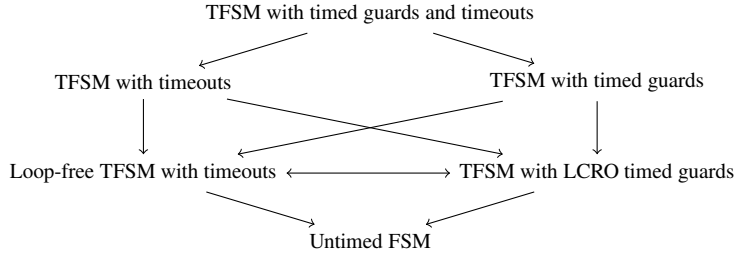 TFSM with timed guards and timeouts
TFSM with timeouts
TFSM with timed guards
Loop-free TFSM with timeouts
TFSM with LCRO timed guards
Untimed FSM